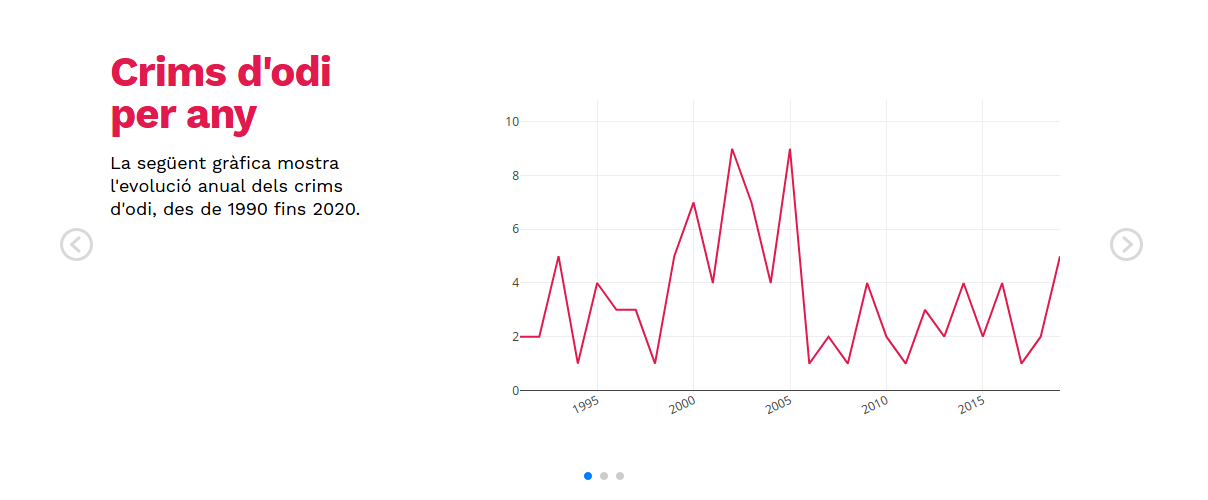 Crims d'odi
per any
La següent gràfica mostra
l'evolució anual dels crims
d'odi, des de 1990 fins 2020.
10
8
6
4
2
0
1995
2000
2005
2010
2015